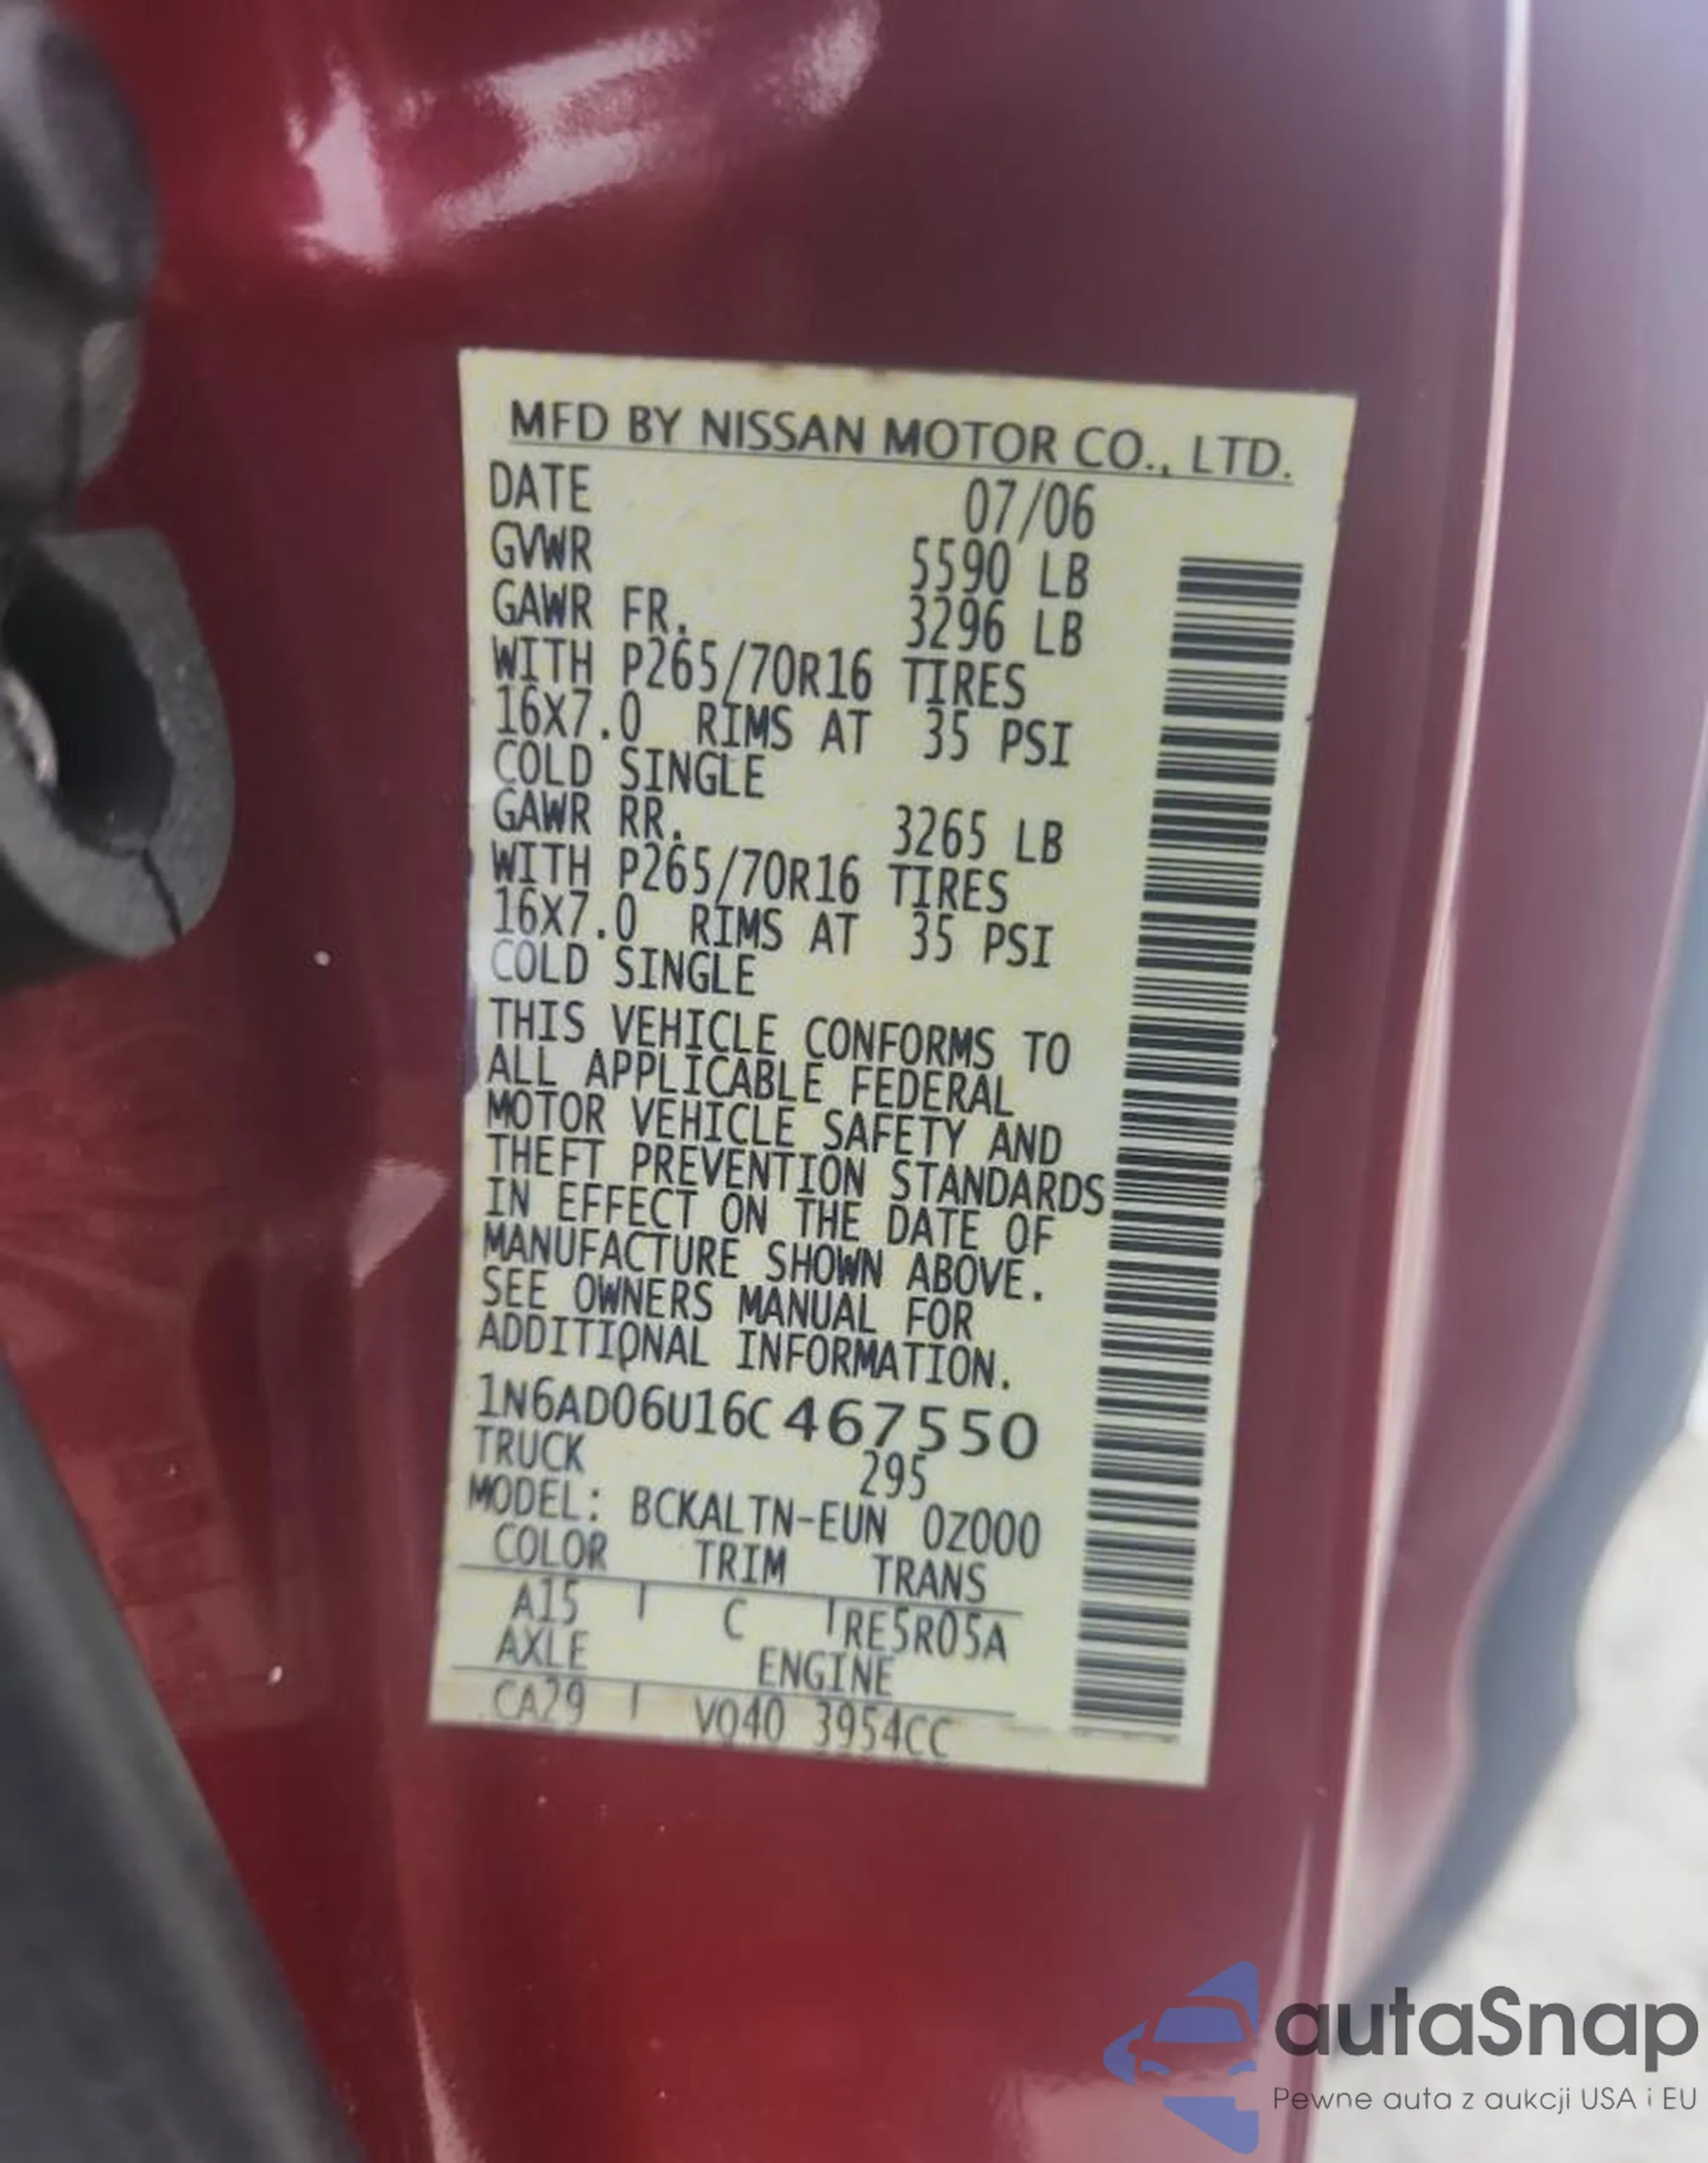 MFD BY NISSAN MOTOR CO., LTD.
DATE 07/06
GVWR 5590 LB
GAWR FR. 3296 LB
WITH P265/70R16 TIRES
16X7.0 RIMS AT 35 PSI
COLD SINGLE
GAWR RR. 3265 LB
WITH P265/70R16 TIRES
16X7.0 RIMS AT 35 PSI
COLD SINGLE
THIS VEHICLE CONFORMS TO
ALL APPLICABLE FEDERAL
MOTOR VEHICLE SAFETY AND
THEFT PREVENTION STANDARDS
IN EFFECT ON THE DATE OF
MANUFACTURE SHOWN ABOVE.
SEE OWNERS MANUAL FOR
ADDITIONAL INFORMATION.
1N6AD06U16C467550
TRUCK 295
MODEL: BCKALTN-EUN 0Z000
COLOR TRIM TRANS
A15 C RE5R05A
AXLE ENGINE
CA29 VQ40 3954CC
autaSnap
Pewne auta z aukcji USA i EU